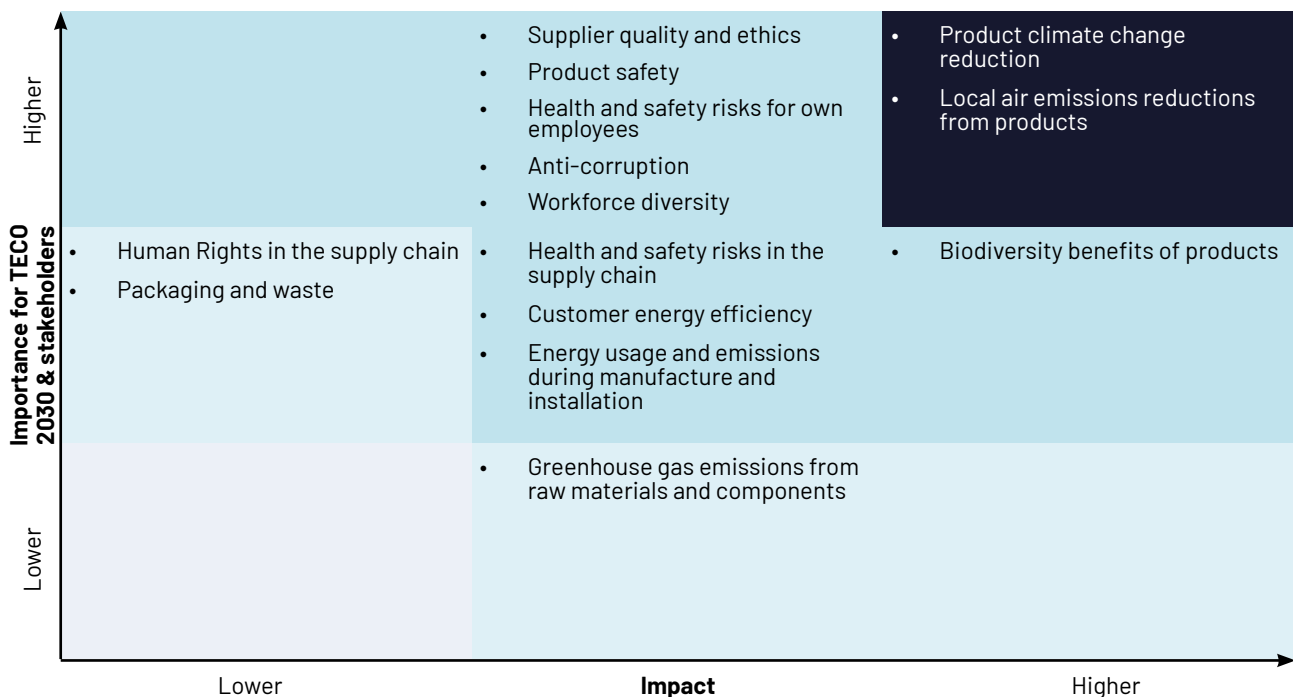 Higher
Importance for TECO
2030 & stakeholders
Lower
• Supplier quality and ethics
• Product safety
• Health and safety risks for own
employees
• Anti-corruption
• Workforce diversity
• Product climate change
reduction
• Local air emissions reductions
from products
• Human Rights in the supply chain
• Packaging and waste
• Health and safety risks in the
supply chain
• Customer energy efficiency
• Energy usage and emissions
during manufacture and
installation
• Biodiversity benefits of products
• Greenhouse gas emissions from
raw materials and components
Lower
Impact
Higher